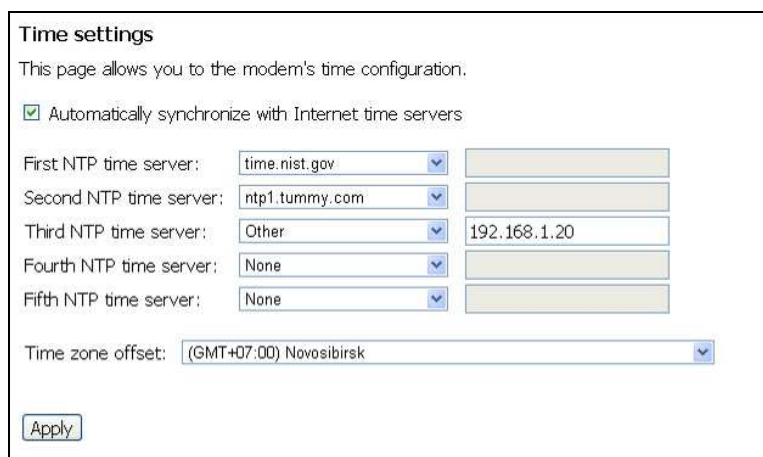 Time settings
This page allows you to the modem's time configuration.
Automatically synchronize with Internet time servers
First NTP time server: time.nist.gov
Second NTP time server: ntp1.tummy.com
Third NTP time server: Other 192.168.1.20
Fourth NTP time server: None
Fifth NTP time server: None
Time zone offset: (GMT+07:00) Novosibirsk
Apply